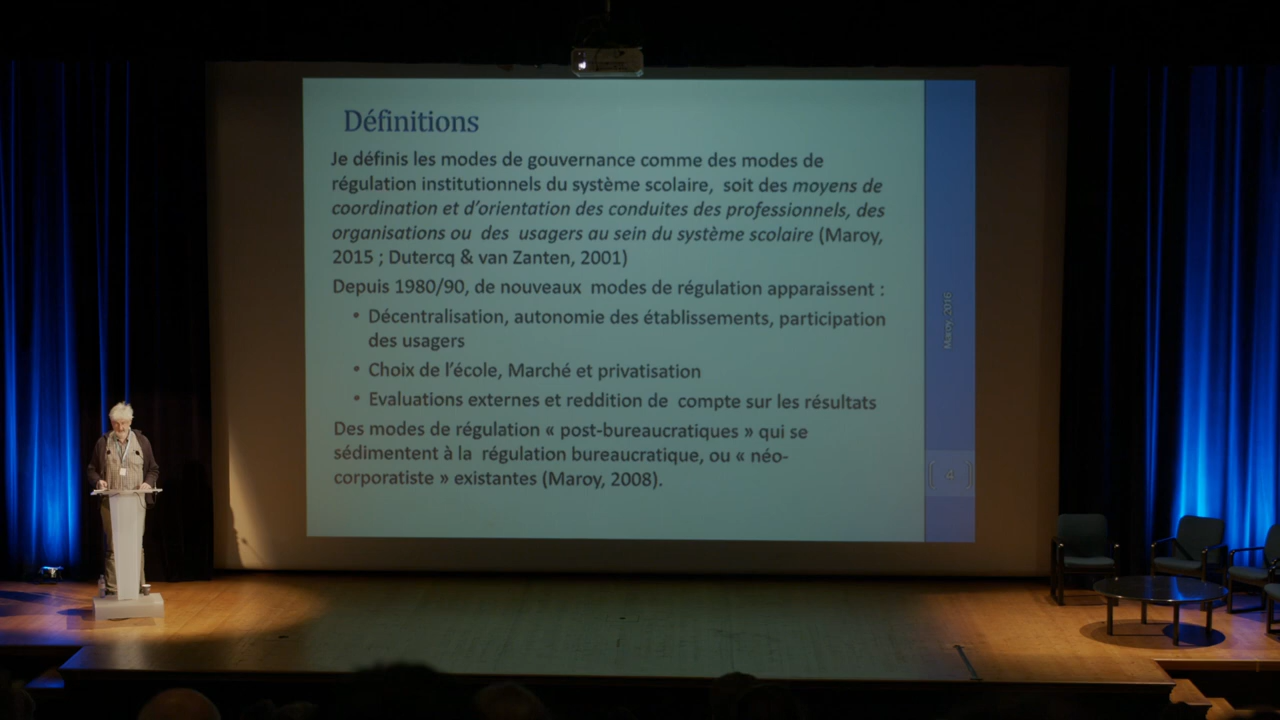 Définitions
Je définis les modes de gouvernance comme des modes de
régulation institutionnels du système scolaire, soit des moyens de
coordination et d'orientation des conduites des professionnels, des
organisations ou des usagers au sein du système scolaire (Maroy,
2015 ; Dutercq & van Zanten, 2001)
Depuis 1980/90, de nouveaux modes de régulation apparaissent :
• Décentralisation, autonomie des établissements, participation
des usagers
• Choix de l'école, Marché et privatisation
• Evaluations externes et reddition de compte sur les résultats
Des modes de régulation « post-bureaucratiques » qui se
sédimentent à la régulation bureaucratique, ou « néo-
corporatiste » existantes (Maroy, 2008).
Maroy, 2016
4